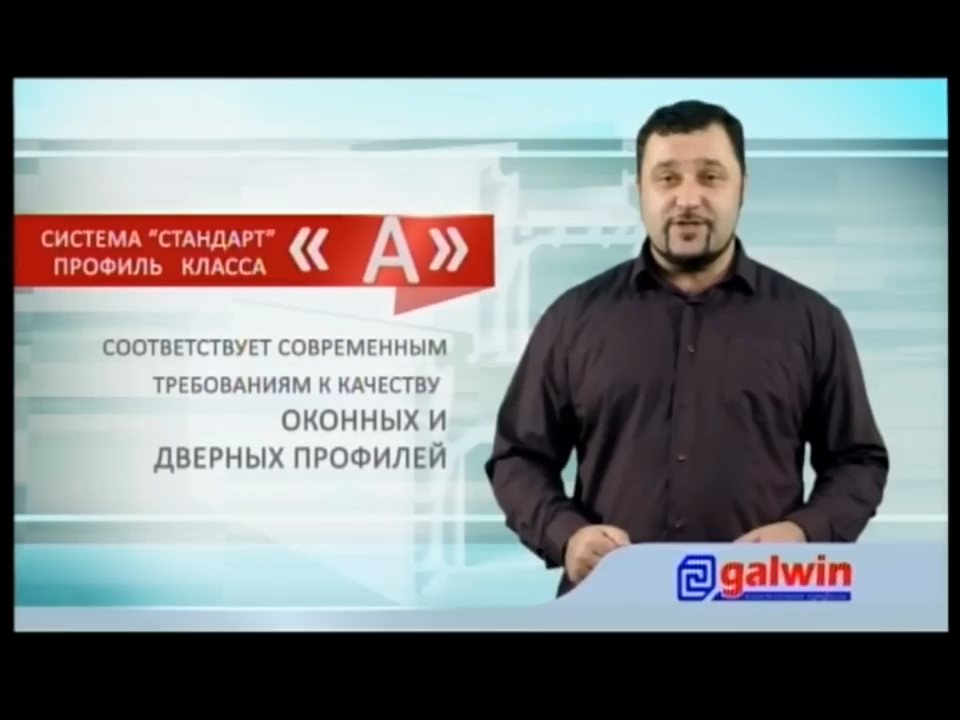 СИСТЕМА "СТАНДАРТ"
ПРОФИЛЬ КЛАССА « А»
СООТВЕТСТВУЕТ СОВРЕМЕННЫМ
ТРЕБОВАНИЯМ К КАЧЕСТВУ
ОКОННЫХ И
ДВЕРНЫХ ПРОФИЛЕЙ
galwin